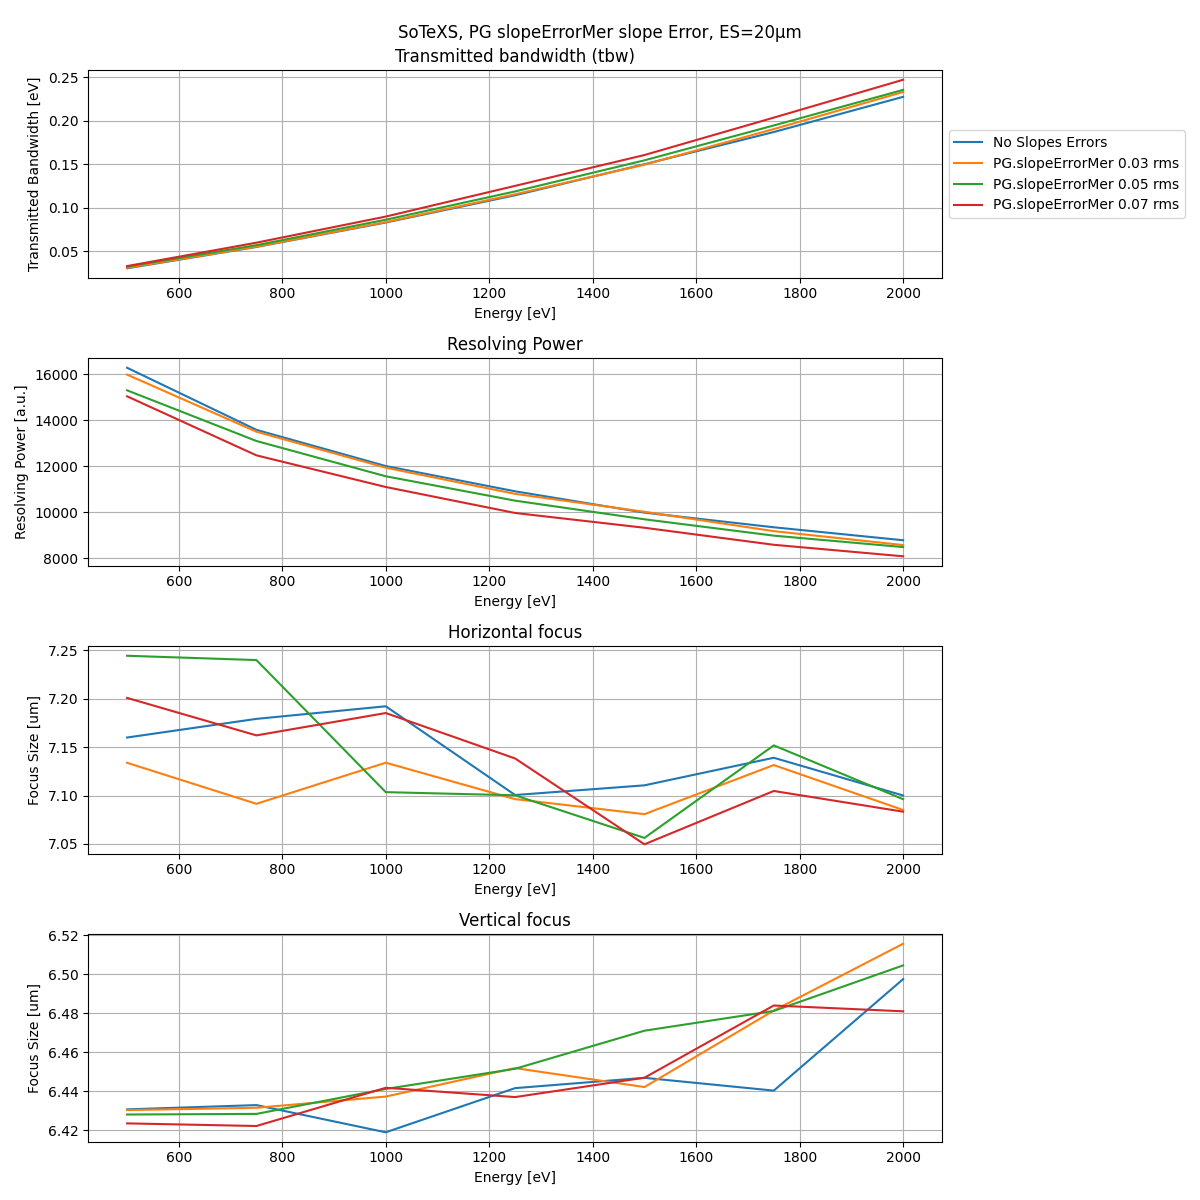 SoTeXS, PG slopeErrorMer slope Error, ES=20μm
Transmitted bandwidth (tbw)
Transmitted Bandwidth [eV]
0.25
0.20
0.15
0.10
0.05
600 800 1000 1200 1400 1600 1800 2000
Energy [eV]
No Slopes Errors
PG.slopeErrorMer 0.03 rms
PG.slopeErrorMer 0.05 rms
PG.slopeErrorMer 0.07 rms
Resolving Power
Resolving Power [a.u.]
16000
14000
12000
10000
8000
600 800 1000 1200 1400 1600 1800 2000
Energy [eV]
Horizontal focus
Focus Size [um]
7.25
7.20
7.15
7.10
7.05
600 800 1000 1200 1400 1600 1800 2000
Energy [eV]
Vertical focus
Focus Size [um]
6.52
6.50
6.48
6.46
6.44
6.42
600 800 1000 1200 1400 1600 1800 2000
Energy [eV]